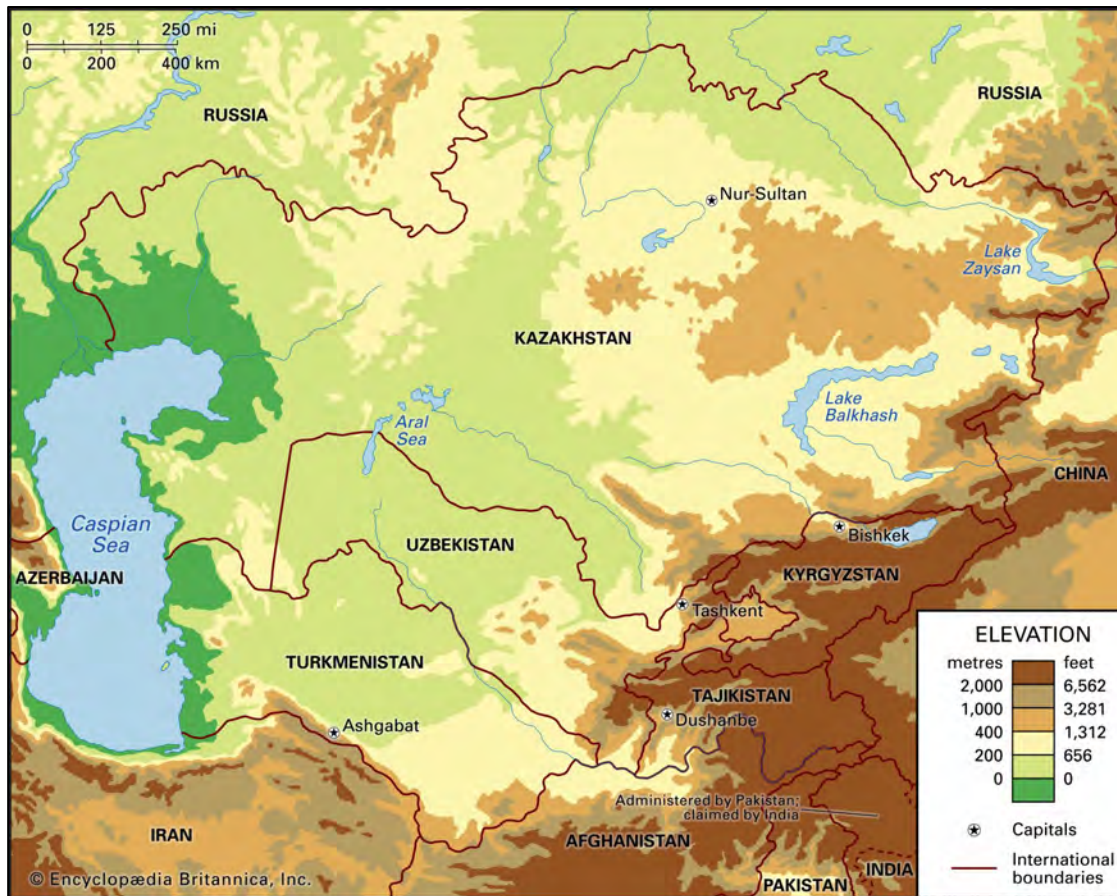 0 125 250 mi
0 200 400 km
RUSSIA
RUSSIA
Nur-Sultan
Lake
Zaysan
KAZAKHSTAN
Aral
Sea
Lake
Balkhash
CHINA
Caspian
Sea
UZBEKISTAN
Bishkek
AZERBAIJAN
KYRGYZSTAN
Tashkent
TURKMENISTAN
TAJIKISTAN
Ashgabat
Dushanbe
Administered by Pakistan;
claimed by India
IRAN
AFGHANISTAN
PAKISTAN
INDIA
ELEVATION
metres feet
2,000 6,562
1,000 3,281
400 1,312
200 656
0 0
Capitals
International
boundaries
© Encyclopædia Britannica, Inc.